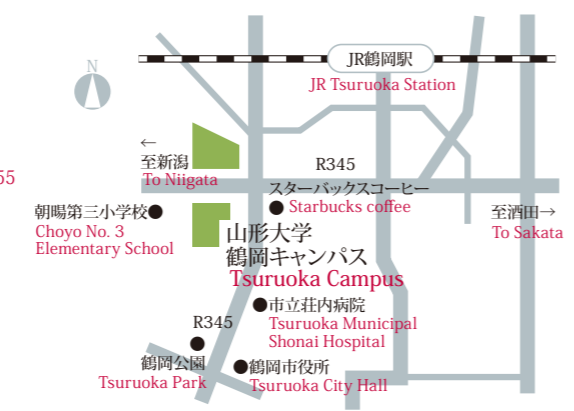 JR鶴岡駅
JR Tsuruoka Station
N
←
至新潟
To Niigata
55
R345
スターバックスコーヒー
Starbucks coffee
朝暘第三小学校
Choyo No. 3
Elementary School
至酒田→
To Sakata
山形大学
鶴岡キャンパス
Tsuruoka Campus
市立荘内病院
Tsuruoka Municipal
Shonai Hospital
R345
鶴岡公園
Tsuruoka Park
鶴岡市役所
Tsuruoka City Hall